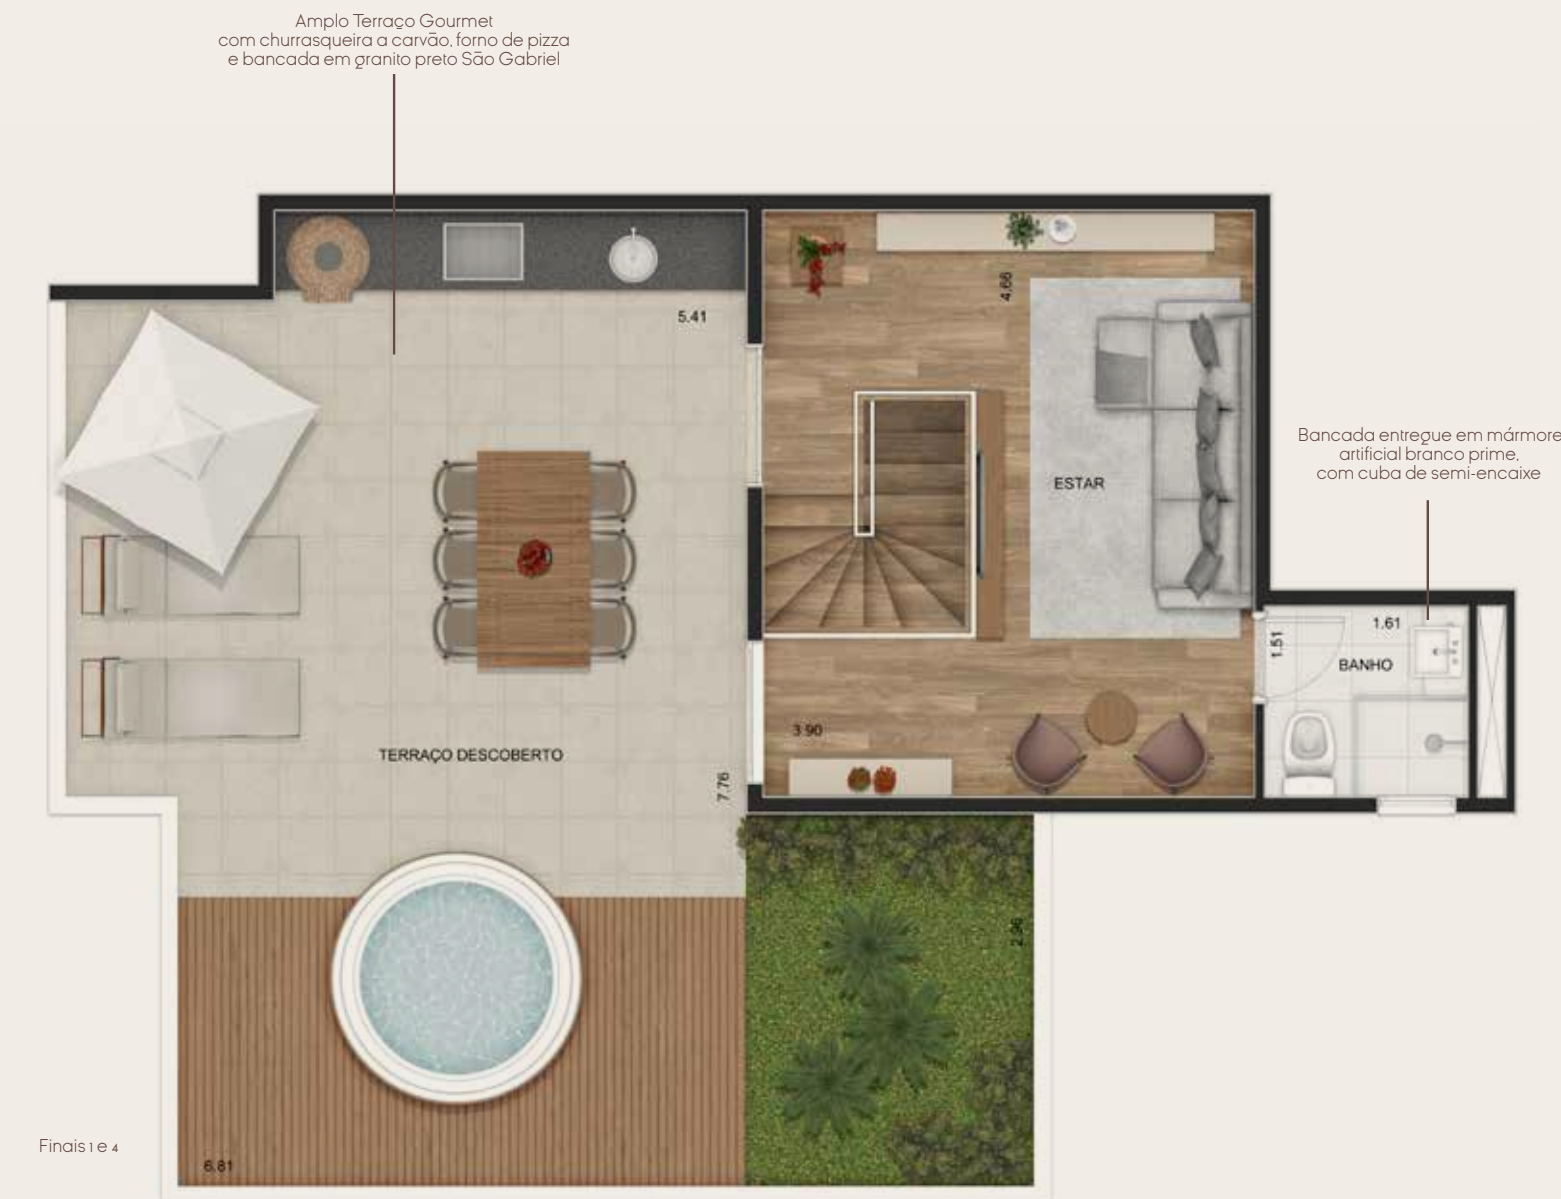 Amplo Terraço Gourmet
com churrasqueira a carvão, forno de pizza
e bancada em granito preto São Gabriel
4.66
5.41
Bancada entregue em mármore
artificial branco prime,
com cuba de semi-encaixe
ESTAR
1.61
1.51
BANHO
3.90
TERRAÇO DESCOBERTO
7.76
2.96
Finais 1 e 4
6.81